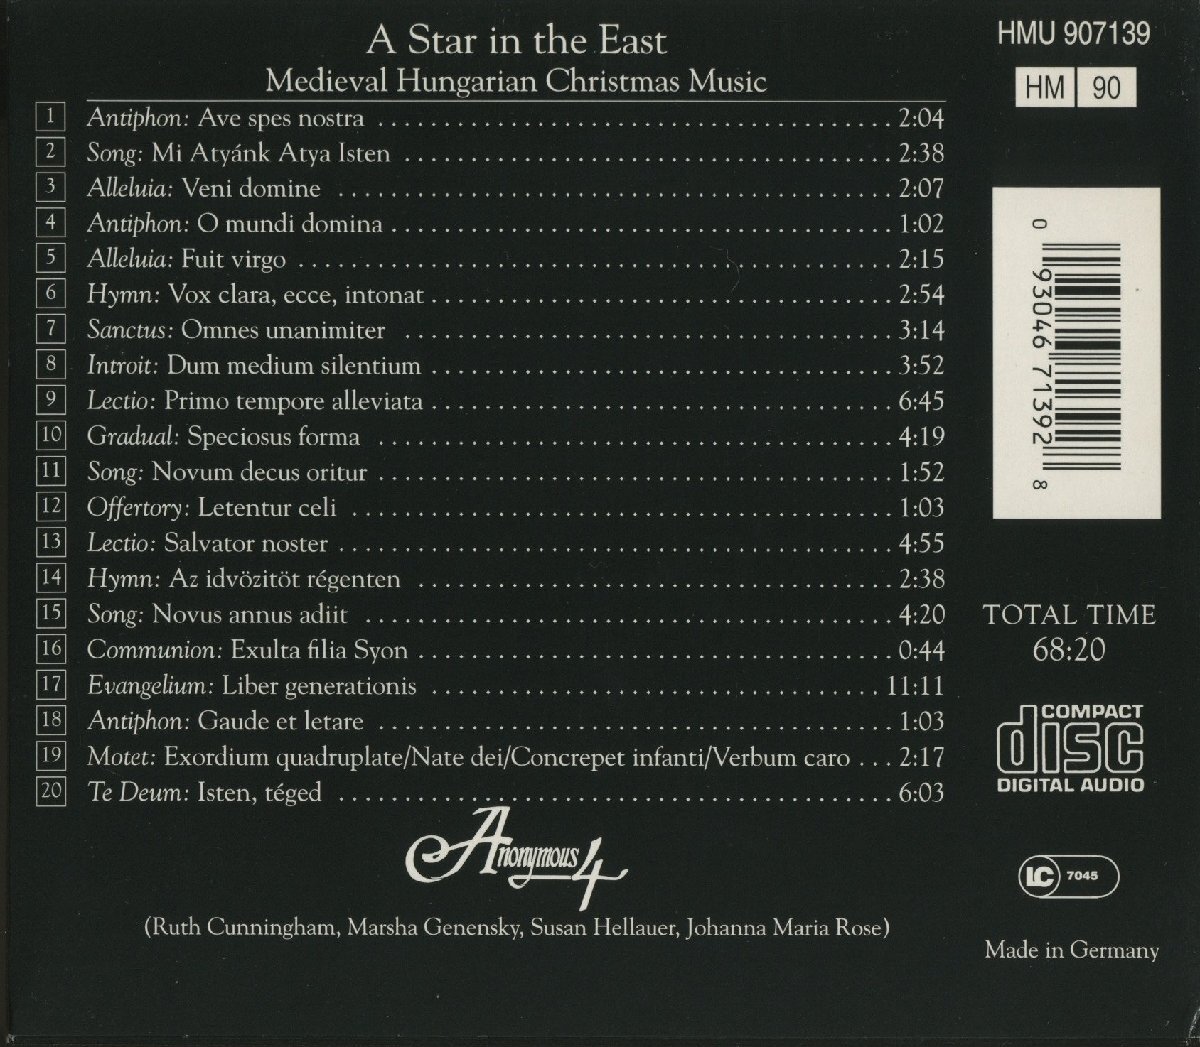 A Star in the East
Medieval Hungarian Christmas Music
1 Antiphon: Ave spes nostra 2:04
2 Song: Mi Atyánk Atya Isten 2:38
3 Alleluia: Veni domine 2:07
4 Antiphon: O mundi domina 1:02
5 Alleluia: Fuit virgo 2:15
6 Hymn: Vox clara, ecce, intonat 2:54
7 Sanctus: Omnes unanimiter 3:14
8 Introit: Dum medium silentium 3:52
9 Lectio: Primo tempore alleviata 6:45
10 Gradual: Speciosus forma 4:19
11 Song: Novum decus oritur 1:52
12 Offertory: Letentur celi 1:03
13 Lectio: Salvator noster 4:55
14 Hymn: Az idvözitöt régenten 2:38
15 Song: Novus annus adiit 4:20
16 Communion: Exulta filia Syon 0:44
17 Evangelium: Liber generationis 11:11
18 Antiphon: Gaude et letare 1:03
19 Motet: Exordium quadruplate/Nate dei/Concrepet infanti/Verbum caro ... 2:17
20 Te Deum: Isten, téged 6:03
Anonymous 4
(Ruth Cunningham, Marsha Genensky, Susan Hellauer, Johanna Maria Rose)
HMU 907139
HM 90
0 93046 71392 8
TOTAL TIME
68:20
COMPACT
disc
DIGITAL AUDIO
LC 7045
Made in Germany